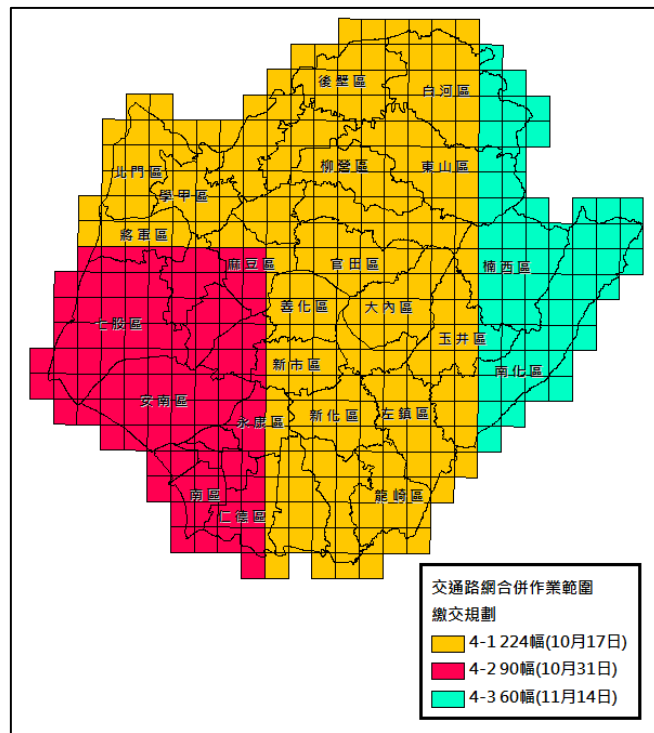 後壁區
白河區
北門區
柳營區
東山區
學甲區
將軍區
麻豆區
官田區
楠西區
善化區
大內區
七股區
玉井區
新市區
南化區
安南區
永康區
新化區
左鎮區
南區
龍崎區
仁德區
交通路網合併作業範圍
繳交規劃
4-1 224幅(10月17日)
4-2 90幅(10月31日)
4-3 60幅(11月14日)